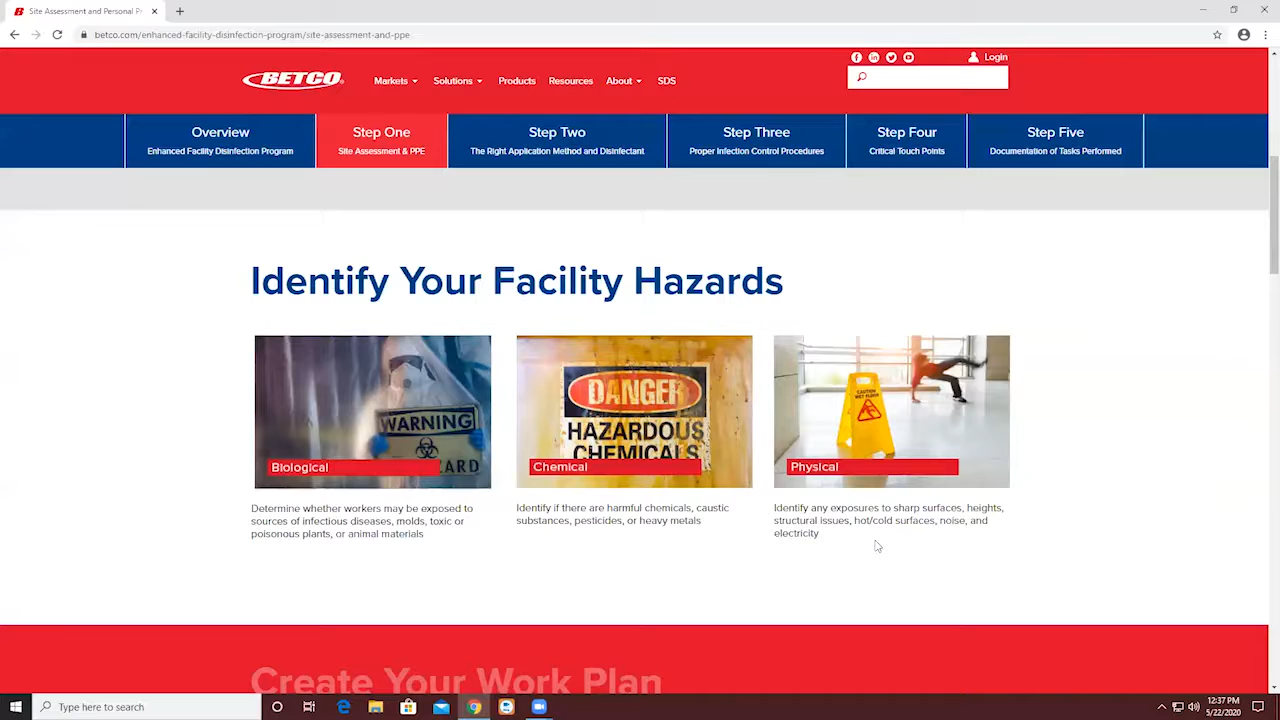 Site Assessment and Personal Pr
betco.com/enhanced-facility-disinfection-program/site-assessment-and-ppe
Login
BETCO
Markets
Solutions
Products
Resources
About
SDS
Overview
Enhanced Facility Disinfection Program
Step One
Site Assessment & PPE
Step Two
The Right Application Method and Disinfectant
Step Three
Proper Infection Control Procedures
Step Four
Critical Touch Points
Step Five
Documentation of Tasks Performed
Identify Your Facility Hazards
WARNING
ZARD
Biological
Determine whether workers may be exposed to
sources of infectious diseases, molds, toxic or
poisonous plants, or animal materials
DANGER
HAZARDOUS
CHEMICALS
Chemical
Identify if there are harmful chemicals, caustic
substances, pesticides, or heavy metals
CAUTION
WET FLOOR
Physical
Identify any exposures to sharp surfaces, heights,
structural issues, hot/cold surfaces, noise, and
electricity
Create Your Work Plan
Type here to search
12:37 PM
5/22/2020